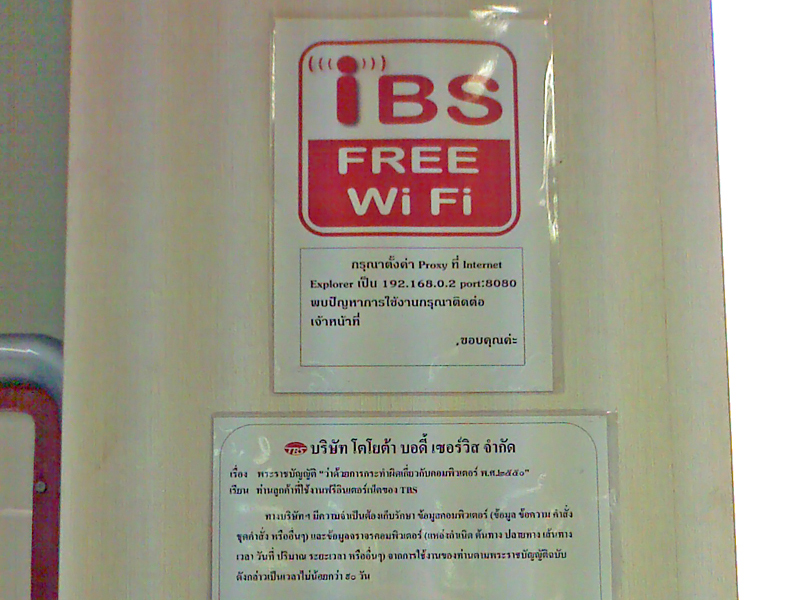 iBS
FREE
Wi Fi
กรุณาตั้งค่า Proxy ที่ Internet
Explorer เป็น 192.168.0.2 port:8080
พบปัญหาการใช้งานกรุณาติดต่อ
เจ้าหน้าที่
,ขอบคุณค่ะ
TBS บริษัท โตโยต้า บอดี้ เซอร์วิส จำกัด
เรื่อง พระราชบัญญัติ "ว่าด้วยการกระทำผิดเกี่ยวกับคอมพิวเตอร์ พ.ศ.๒๕๕๐"
เรียน ท่านลูกค้าที่ใช้งานฟรีอินเตอร์เน็ตของ TBS
ทางบริษัทฯ มีความจำเป็นต้องเก็บรักษา ข้อมูลคอมพิวเตอร์ (ข้อมูล ข้อความ คำสั่ง
ชุดคำสั่ง หรืออื่นๆ) และข้อมูลจราจรคอมพิวเตอร์ (แหล่งกำเนิด ต้นทาง ปลายทาง เส้นทาง
เวลา วันที่ ปริมาณ ระยะเวลา หรืออื่นๆ) จากการใช้งานของท่านตามพระราชบัญญัติฉบับ
ดังกล่าวเป็นเวลาไม่น้อยกว่า ๙๐ วัน